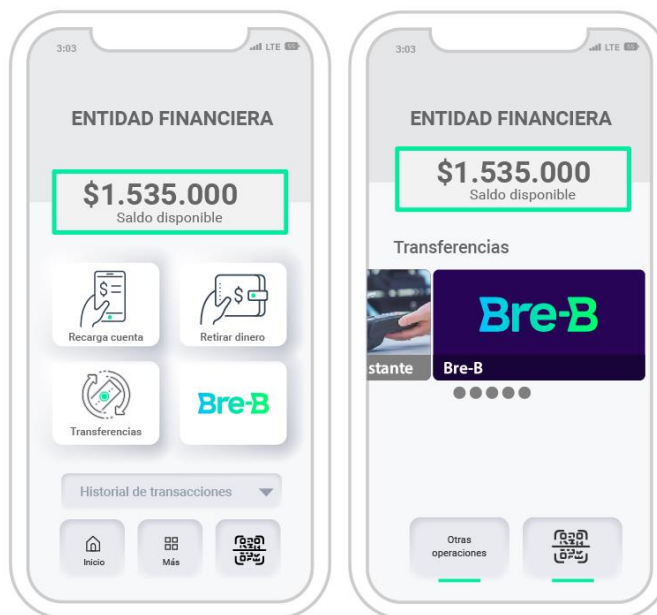 3:03
LTE
ENTIDAD FINANCIERA
$1.535.000
Saldo disponible
$
Recarga cuenta
$
Retirar dinero
Transferencias
Bre-B
Historial de transacciones
Inicio
Más
3:03
LTE
ENTIDAD FINANCIERA
$1.535.000
Saldo disponible
Transferencias
stante
Bre-B
Bre-B
Otras
operaciones